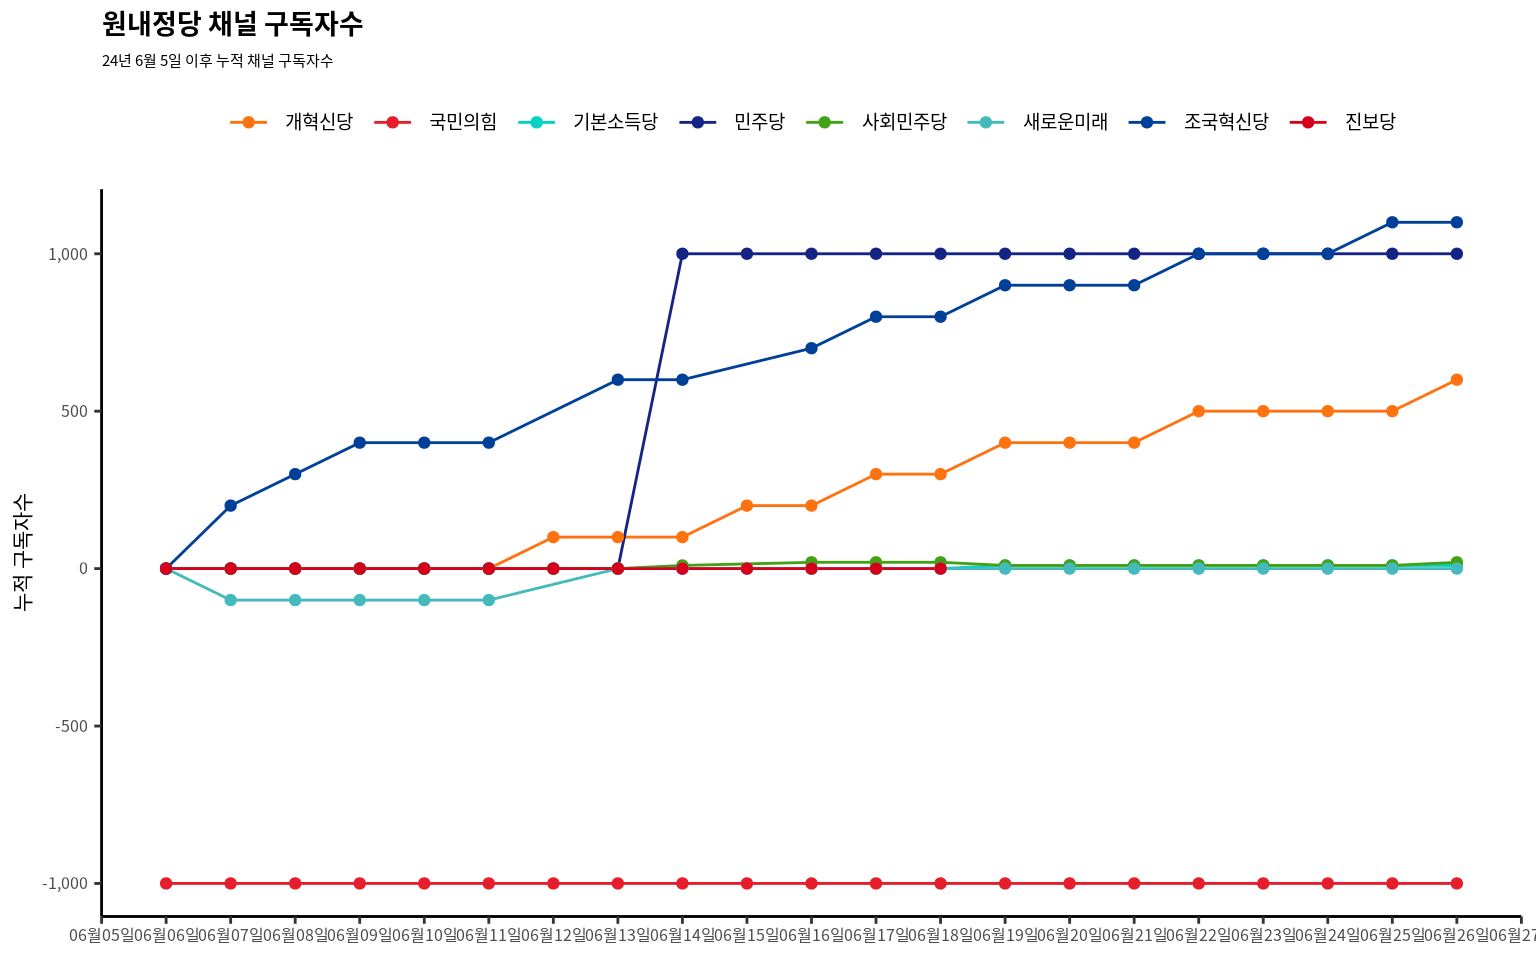 원내정당 채널 구독자수
24년 6월 5일 이후 누적 채널 구독자수
개혁신당 국민의힘 기본소득당 민주당 사회민주당 새로운미래 조국혁신당 진보당
누적 구독자수
1,000
500
0
-500
-1,000
06월05일 06월06일 06월07일 06월08일 06월09일 06월10일 06월11일 06월12일 06월13일 06월14일 06월15일 06월16일 06월17일 06월18일 06월19일 06월20일 06월21일 06월22일 06월23일 06월24일 06월25일 06월26일 06월27